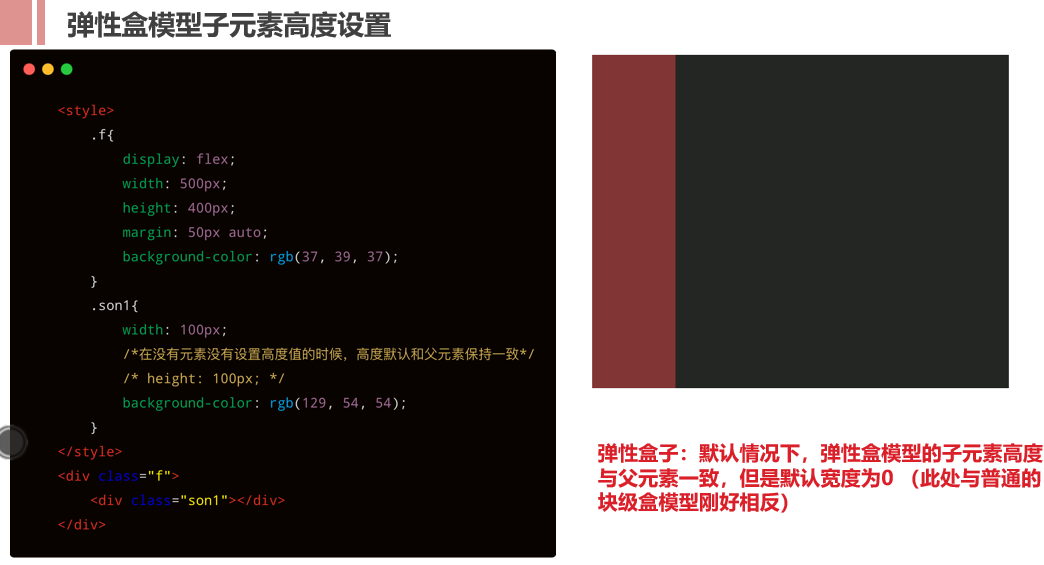 弹性盒模型子元素高度设置
<style>
.f{
display: flex;
width: 500px;
height: 400px;
margin: 50px auto;
background-color: rgb(37, 39, 37);
}
.son1{
width: 100px;
/*在没有元素没有设置高度值的时候，高度默认和父元素保持一致*/
/* height: 100px; */
background-color: rgb(129, 54, 54);
}
</style>
<div class="f">
<div class="son1"></div>
</div>
弹性盒子：默认情况下，弹性盒模型的子元素高度
与父元素一致，但是默认宽度为0 （此处与普通的
块级盒模型刚好相反）